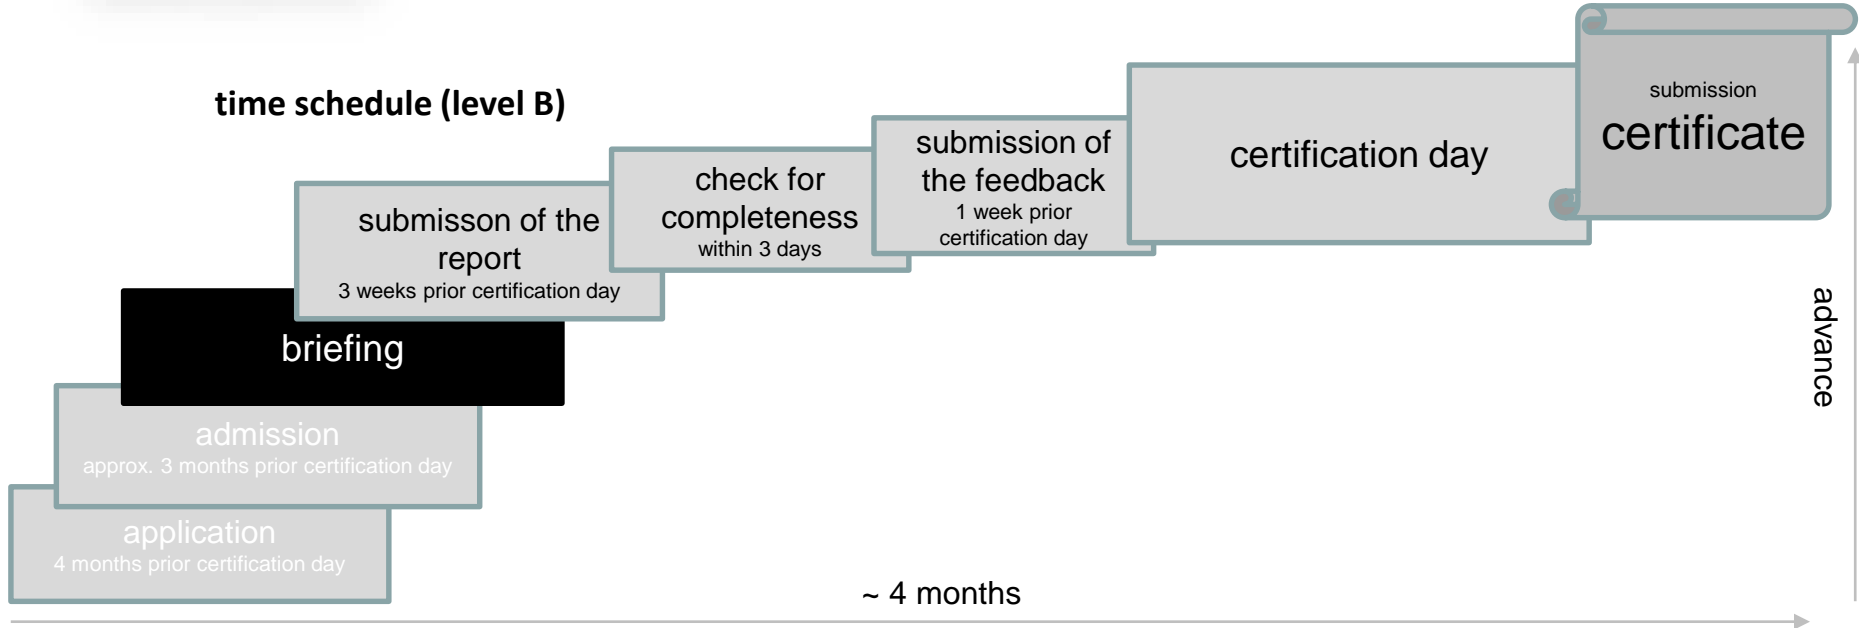 time schedule (level B)
application
4 months prior certification day
admission
approx. 3 months prior certification day
briefing
submisson of the
report
3 weeks prior certification day
check for
completeness
within 3 days
submission of
the feedback
1 week prior
certification day
certification day
submission
certificate
advance
~ 4 months